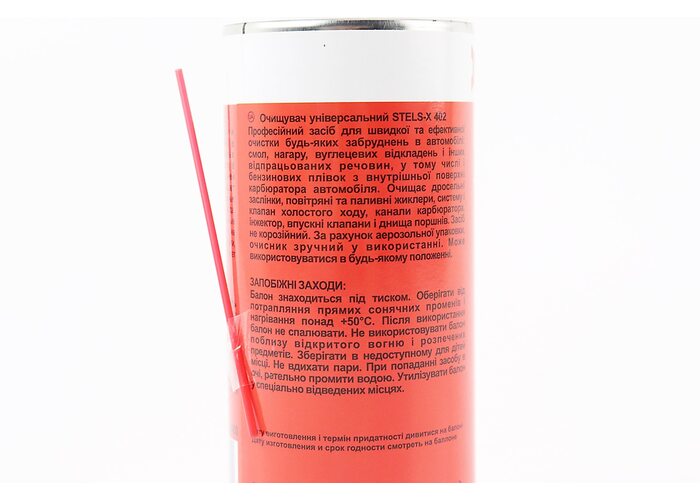 Очищувач універсальний STELS-X 402
Професійний засіб для швидкої та ефективної
очистки будь-яких забруднень в автомобілі:
смол, нагару, вуглецевих відкладень і інших
відпрацьованих речовин, у тому числі
бензинових плівок з внутрішньої поверхні
карбюратора автомобіля. Очищає дросельні
заслінки, повітряні та паливні жиклери, систему і
клапан холостого ходу, канали карбюратора,
інжектор, впускні клапани і днища поршнів. Засіб
не корозійний. За рахунок аерозольної упаковки,
очисник зручний у використанні. Може
використовуватися в будь-якому положенні.
ЗАПОБІЖНІ ЗАХОДИ:
Балон знаходиться під тиском. Оберігати від
потрапляння прямих сонячних променів і
нагрівання понад +50°С. Після використання
балон не спалювати. Не використовувати балон
поблизу відкритого вогню і розпечених
предметів. Зберігати в недоступному для дітей
місці. Не вдихати пари. При попаданні засобу в
очі, ретельно промити водою. Утилізувати балон
у спеціально відведених місцях.
Дату виготовлення і термін придатності дивитися на балоні
Дату изготовления и срок годности смотреть на баллоне